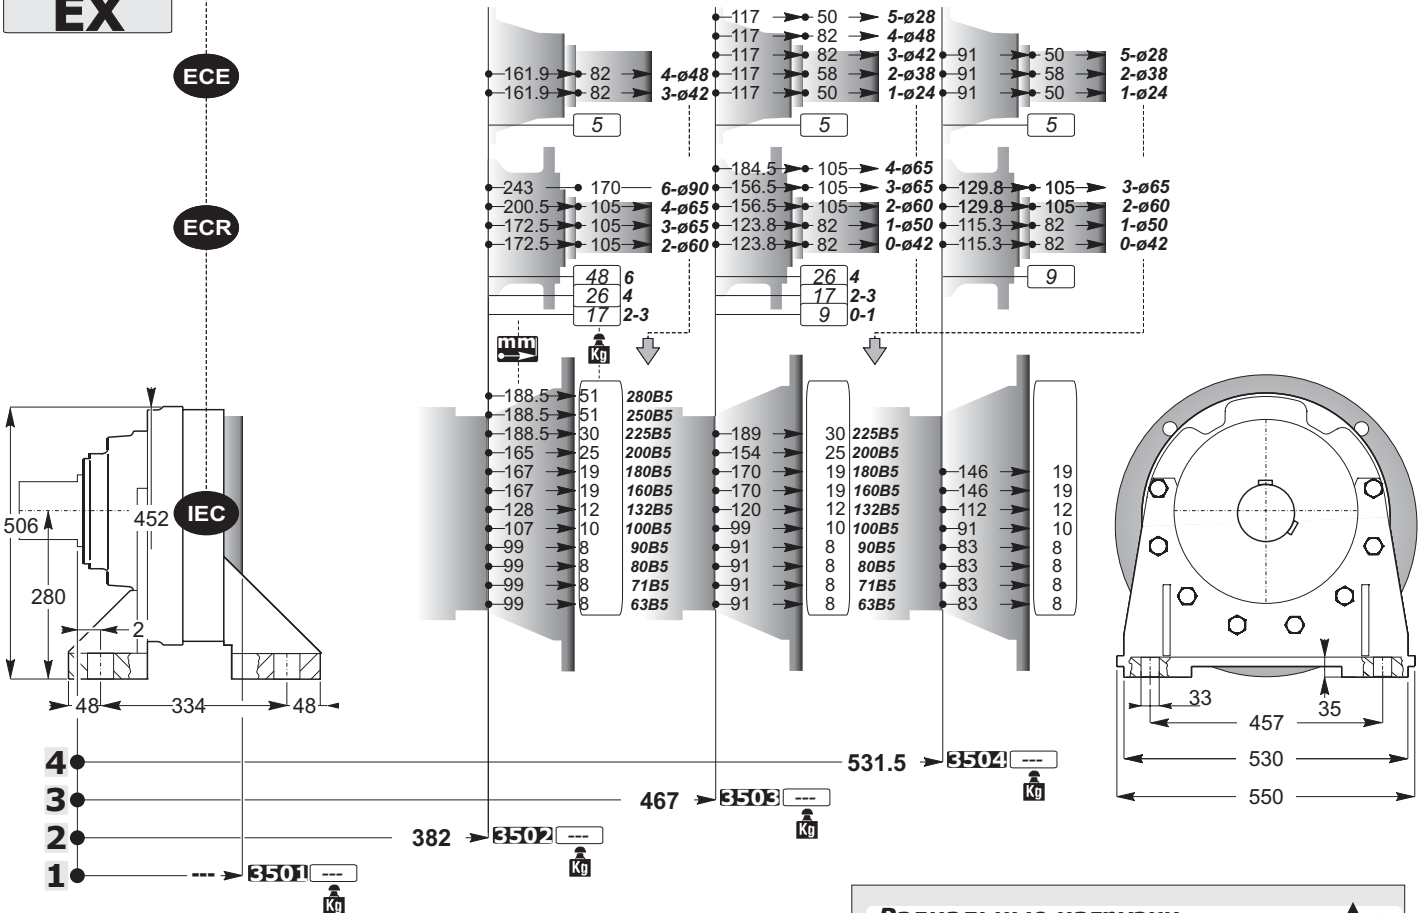 EX
117 50 5-ø28
117 82 4-ø48
117 82 3-ø42 91 50 5-ø28
ECE 161.9 82 4-ø48 117 58 2-ø38 91 58 2-ø38
161.9 82 3-ø42 117 50 1-ø24 91 50 1-ø24
5 5 5
184.5 105 4-ø65
243 170 6-ø90 156.5 105 3-ø65 129.8 105 3-ø65
200.5 105 4-ø65 156.5 105 2-ø60 129.8 105 2-ø60
ECR 172.5 105 3-ø65 123.8 82 1-ø50 115.3 82 1-ø50
172.5 105 2-ø60 123.8 82 0-ø42 115.3 82 0-ø42
48 6 26 4 9
26 4 17 2-3
17 2-3 9 0-1
mm Kg
188.5 51 280B5
188.5 51 250B5
188.5 30 225B5 189 30 225B5
165 25 200B5 154 25 200B5
167 19 180B5 170 19 180B5 146 19
167 19 160B5 170 19 160B5 146 19
128 12 132B5 120 12 132B5 112 12
107 10 100B5 99 10 100B5 91 10
99 8 90B5 91 8 90B5 83 8
99 8 80B5 91 8 80B5 83 8
99 8 71B5 91 8 71B5 83 8
99 8 63B5 91 8 63B5 83 8
506 452 IEC
280
2
48 334 48
33 35
457
530
550
4 531.5 3504 ---
Kg
3 467 3503 ---
Kg
2 382 3502 ---
Kg
1 --- 3501 ---
Kg